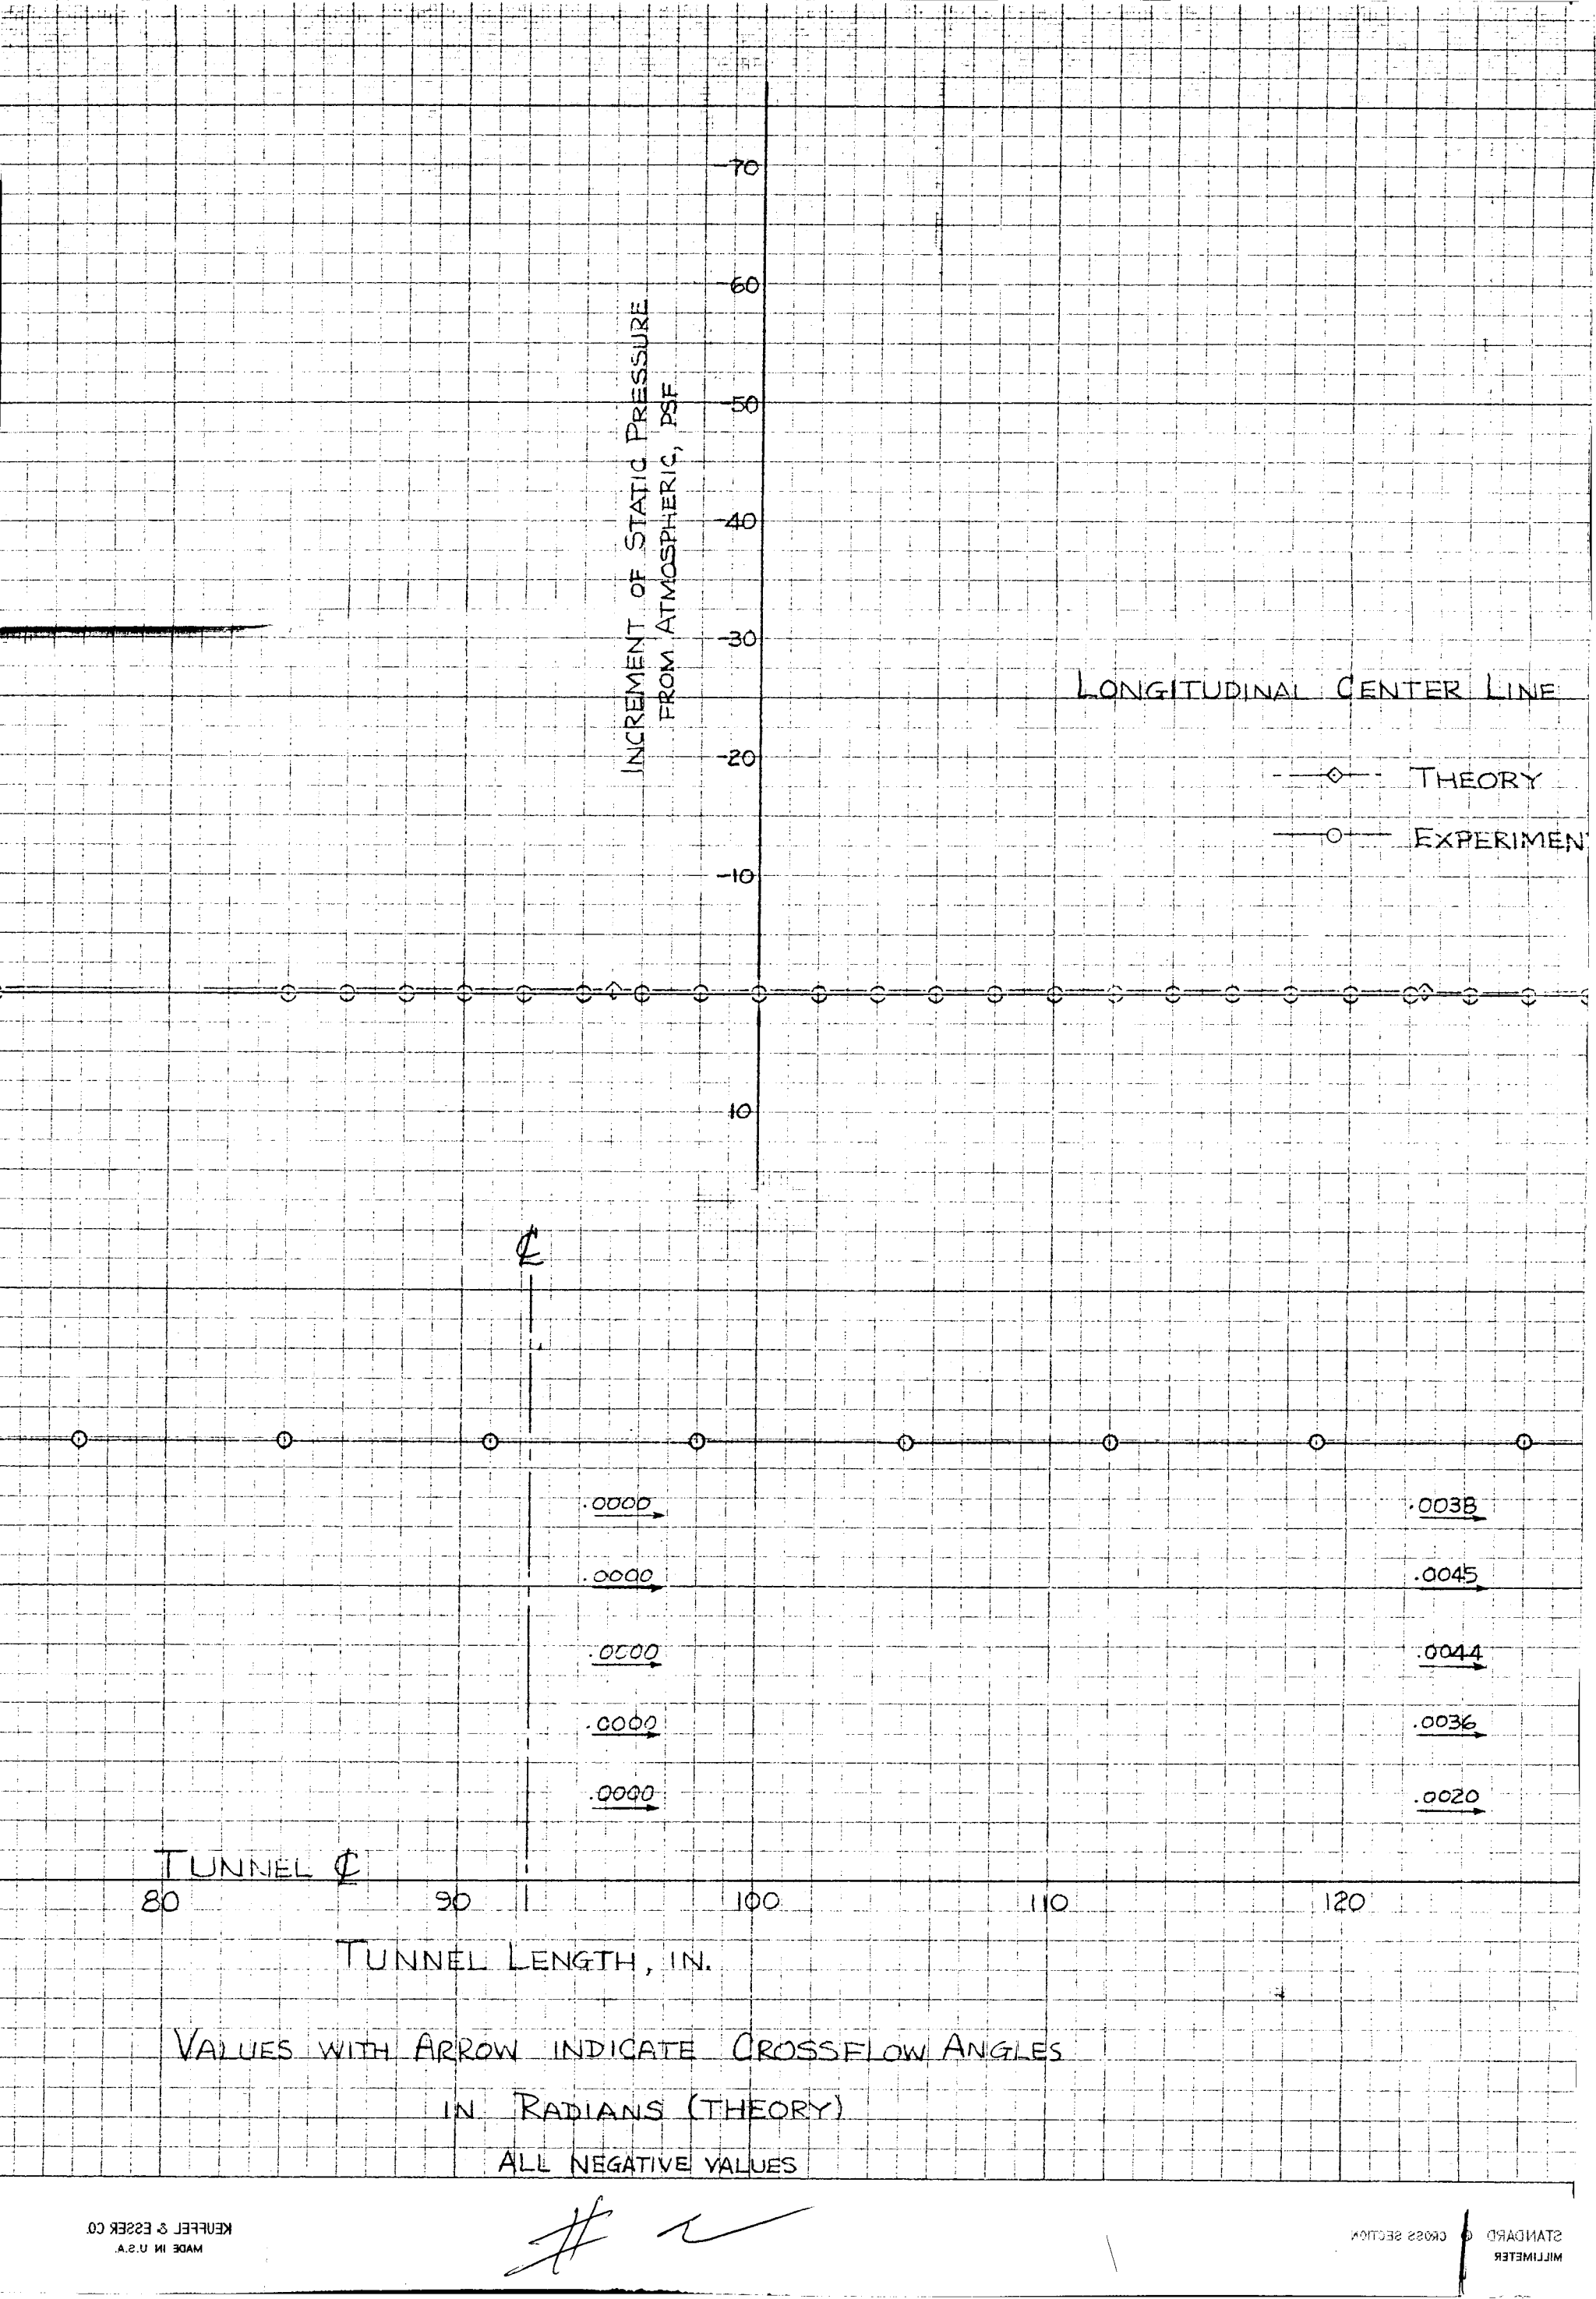 -70
-60
-50
-40
-30
-20
-10
10
INCREMENT OF STATIC PRESSURE
FROM ATMOSPHERIC, PSF
LONGITUDINAL CENTER LINE
THEORY
EXPERIMEN
℄
.0000
.0038
.0000
.0045
.0000
.0044
.0000
.0036
.0000
.0020
TUNNEL ℄
80 90 100 110 120
TUNNEL LENGTH, IN.
VALUES WITH ARROW INDICATE CROSSFLOW ANGLES
IN RADIANS (THEORY)
ALL NEGATIVE VALUES
KEUFFEL & ESSER CO.
MADE IN U.S.A.
# 2
STANDARD CROSS SECTION
MILLIMETER